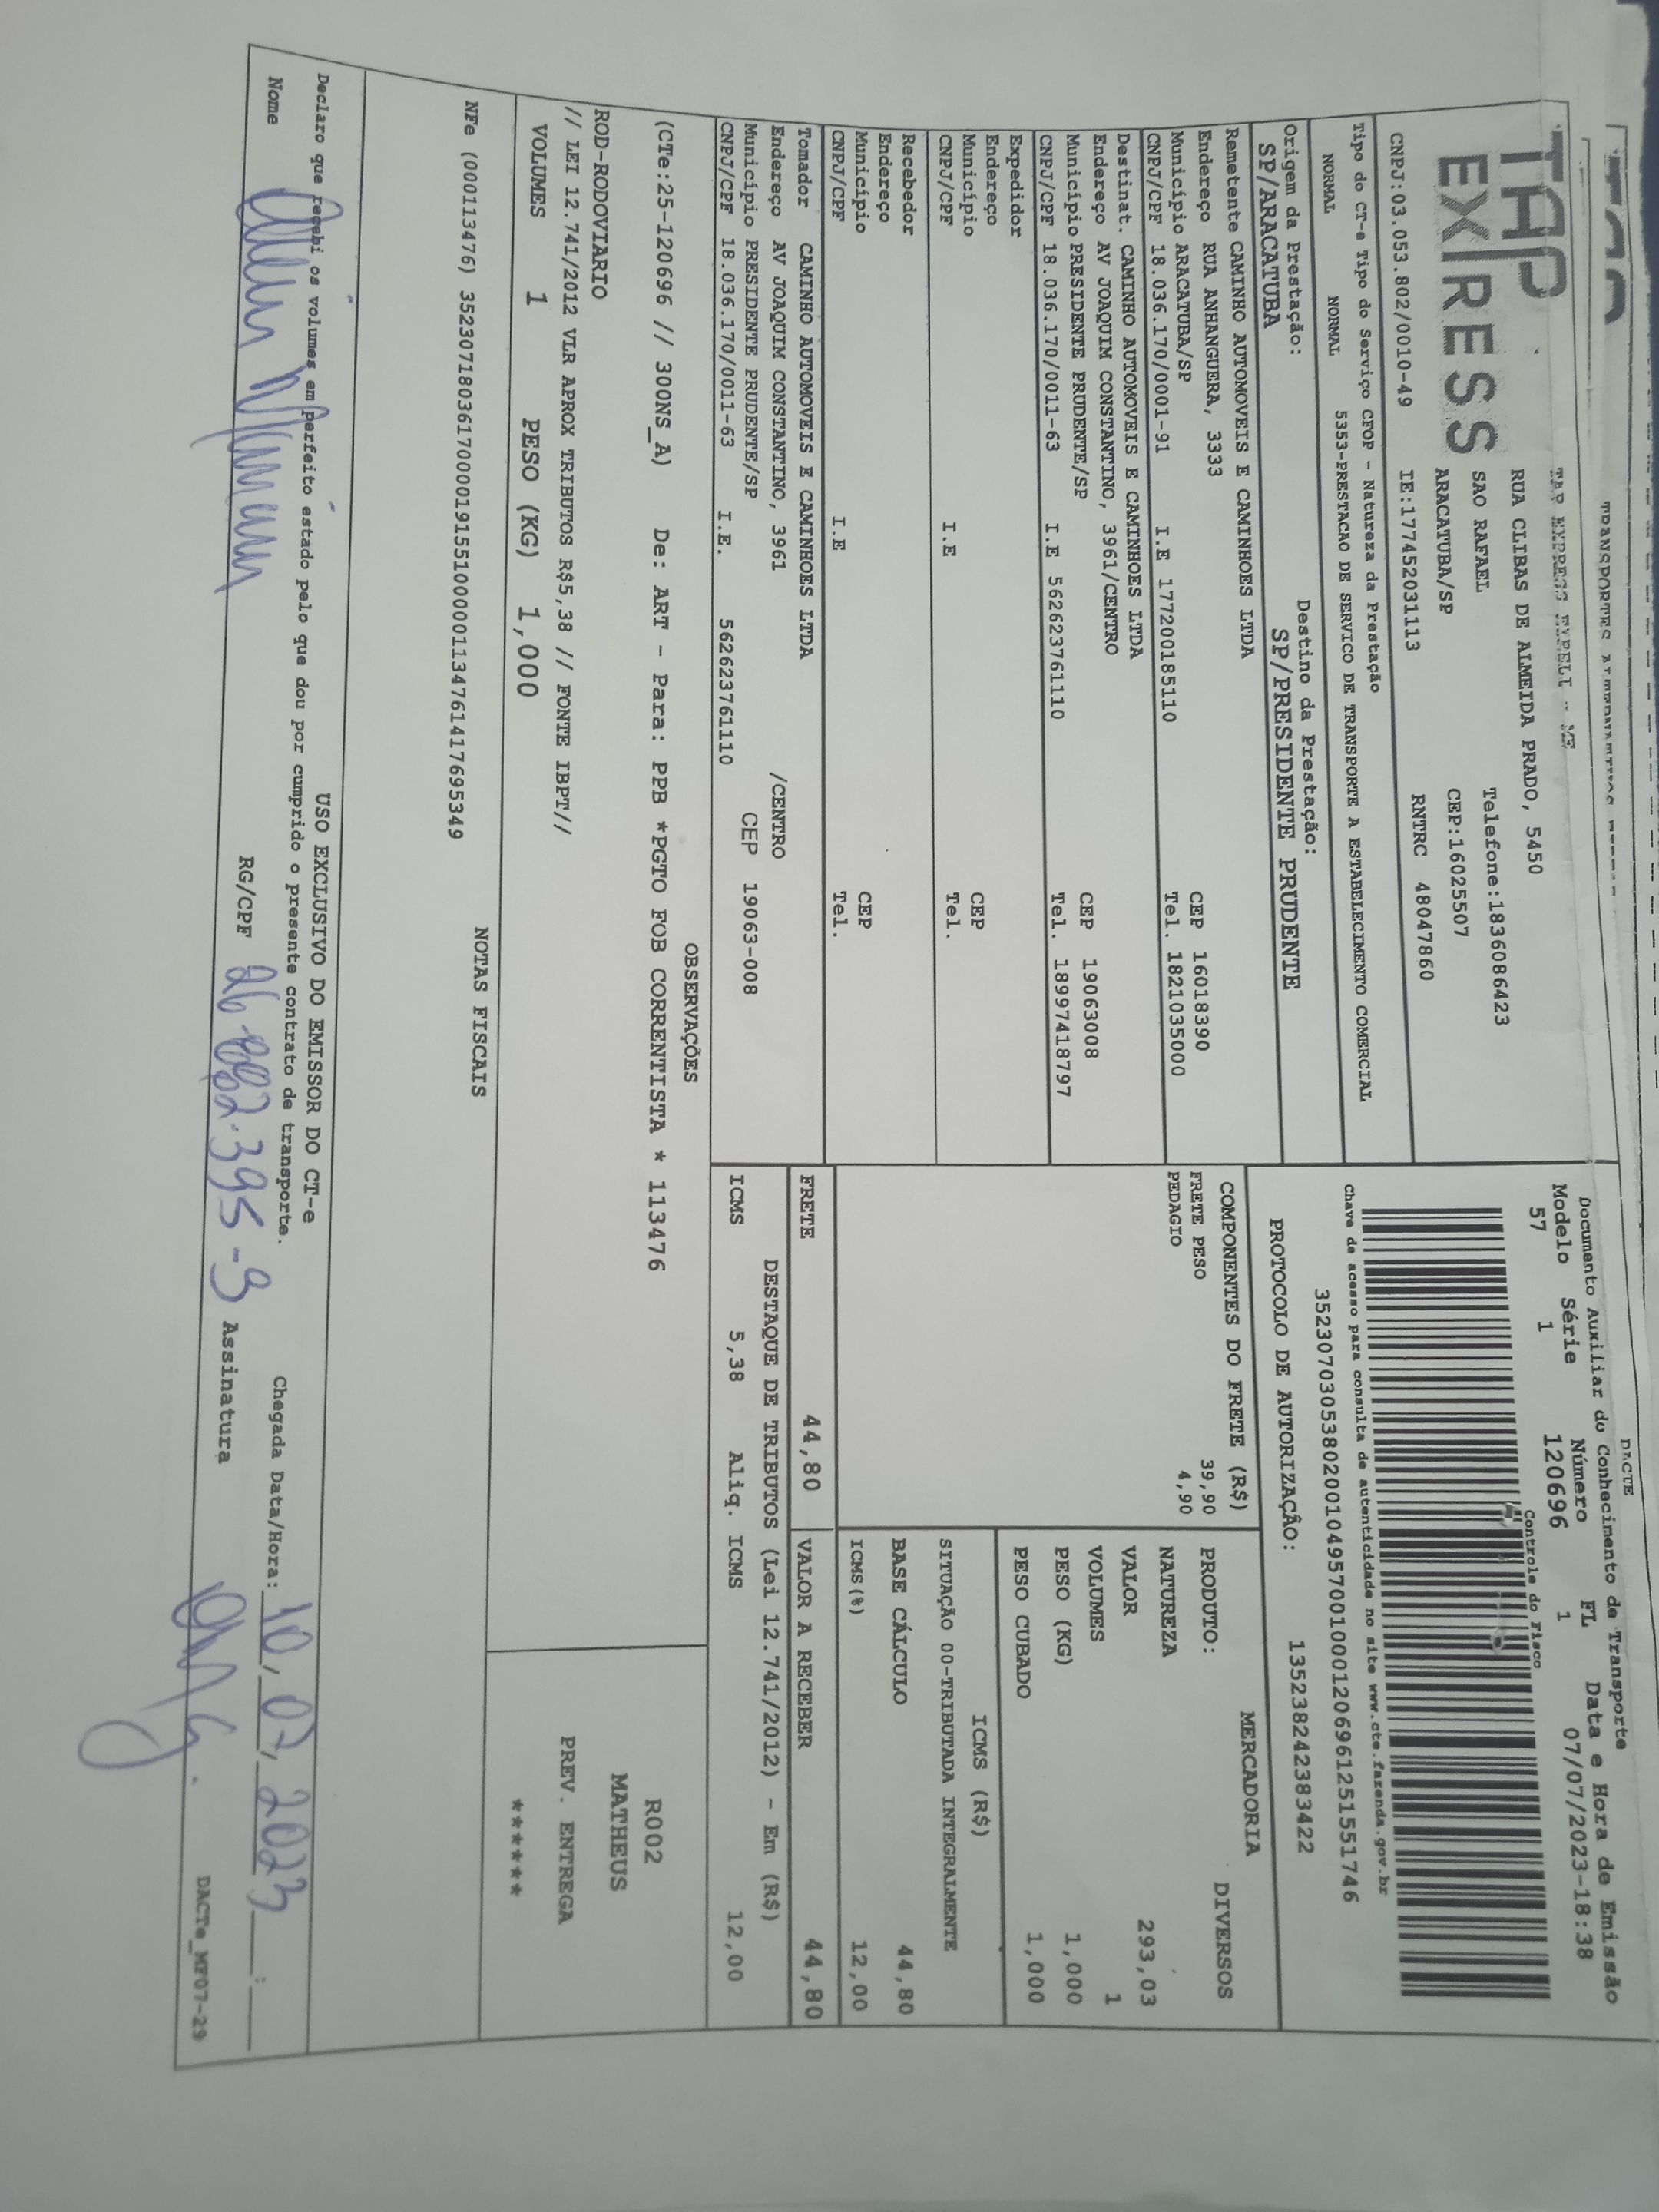 TAP
EXPRESS
RUA CLIBAS DE ALMEIDA PRADO, 5450
SAO RAFAEL Telefone:1836086423
ARACATUBA/SP CEP:16025507
CNPJ:03.053.802/0010-49 IE:177452031113 RNTRC 48047860
Documento Auxiliar do Conhecimento de Transporte
Modelo Série Número FL Data e Hora de Emissão
57 1 120696 1 07/07/2023-18:38
Controle do Fisco
Chave de acesso para consulta de autenticidade no site www.cte.fazenda.gov.br
35230703053802001049570010001206961251551746
PROTOCOLO DE AUTORIZAÇÃO: 135238242383422
Tipo do CT-e Tipo do Serviço CFOP - Natureza da Prestação
NORMAL NORMAL 5353-PRESTACAO DE SERVICO DE TRANSPORTE A ESTABELECIMENTO COMERCIAL
Origem da Prestação: Destino da Prestação:
SP/ARACATUBA SP/PRESIDENTE PRUDENTE
Remetente CAMINHO AUTOMOVEIS E CAMINHOES LTDA
Endereço RUA ANHANGUERA, 3333 CEP 16018390
Município ARACATUBA/SP Tel. 1821035000
CNPJ/CPF 18.036.170/0001-91 I.E 177200185110
Destinat. CAMINHO AUTOMOVEIS E CAMINHOES LTDA
Endereço AV JOAQUIM CONSTANTINO, 3961/CENTRO
Município PRESIDENTE PRUDENTE/SP CEP 19063008
CNPJ/CPF 18.036.170/0011-63 I.E 562623761110 Tel. 18997418797
Expedidor
Endereço
Município CEP
CNPJ/CPF I.E Tel.
Recebedor
Endereço
Município CEP
CNPJ/CPF I.E Tel.
Tomador CAMINHO AUTOMOVEIS E CAMINHOES LTDA
Endereço AV JOAQUIM CONSTANTINO, 3961 /CENTRO
Município PRESIDENTE PRUDENTE/SP CEP 19063-008
CNPJ/CPF 18.036.170/0011-63 I.E. 562623761110
COMPONENTES DO FRETE (R$)
FRETE PESO 39,90
PEDAGIO 4,90
MERCADORIA
PRODUTO: DIVERSOS
NATUREZA
VALOR 293,03
VOLUMES 1
PESO (KG) 1,000
PESO CUBADO 1,000
ICMS (R$)
SITUAÇÃO 00-TRIBUTADA INTEGRALMENTE
BASE CÁLCULO 44,80
ICMS(%) 12,00
FRETE 44,80 VALOR A RECEBER 44,80
DESTAQUE DE TRIBUTOS (Lei 12.741/2012) - Em (R$)
ICMS 5,38 Aliq. ICMS 12,00
OBSERVAÇÕES
(CTe:25-120696 // 300NS_A) De: ART - Para: PPB *PGTO FOB CORRENTISTA * 113476
ROD-RODOVIARIO
// LEI 12.741/2012 VLR APROX TRIBUTOS R$5,38 // FONTE IBPT//
VOLUMES 1 PESO (KG) 1,000
R002
MATHEUS
PREV. ENTREGA
******
NOTAS FISCAIS
NFe (000113476) 35230718036170000191551000001134761417695349
USO EXCLUSIVO DO EMISSOR DO CT-e
Declaro que recebi os volumes em perfeito estado pelo que dou por cumprido o presente contrato de transporte.
Chegada Data/Hora: 10/07/2023 :
Nome RG/CPF Assinatura
DACTe_MF07-29